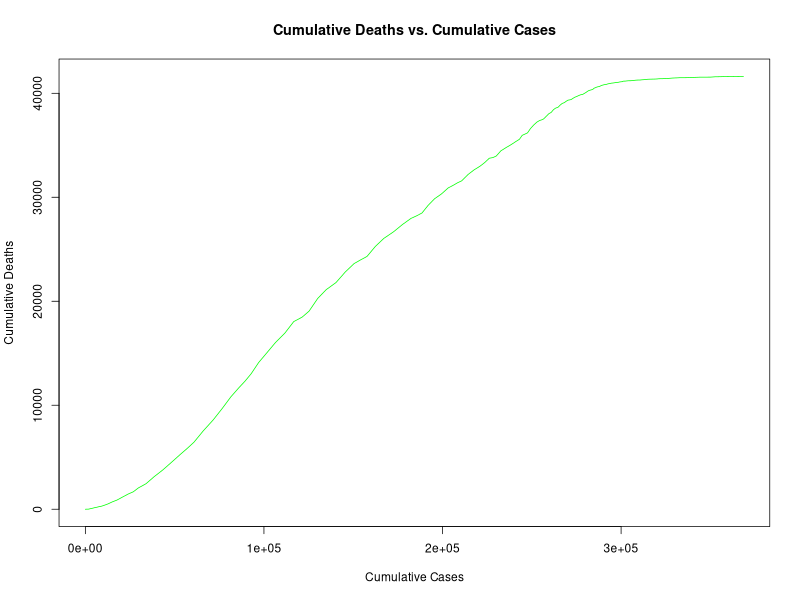 Cumulative Deaths vs. Cumulative Cases
Cumulative Deaths
40000
30000
20000
10000
0
0e+00 1e+05 2e+05 3e+05
Cumulative Cases